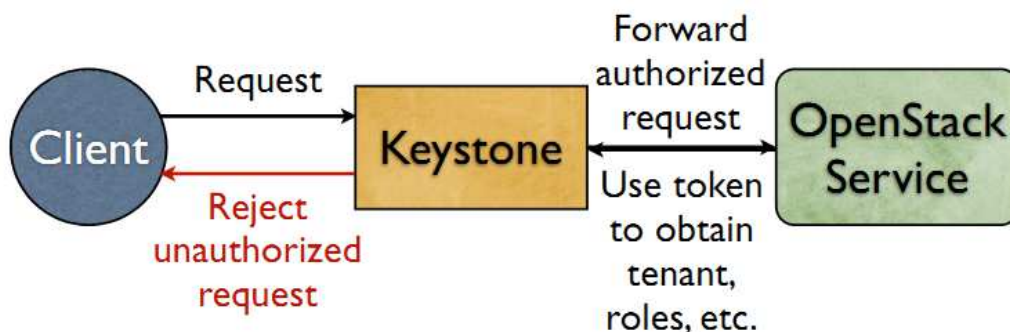 Client
Request
Reject
unauthorized
request
Keystone
Forward
authorized
request
Use token
to obtain
tenant,
roles, etc.
OpenStack
Service